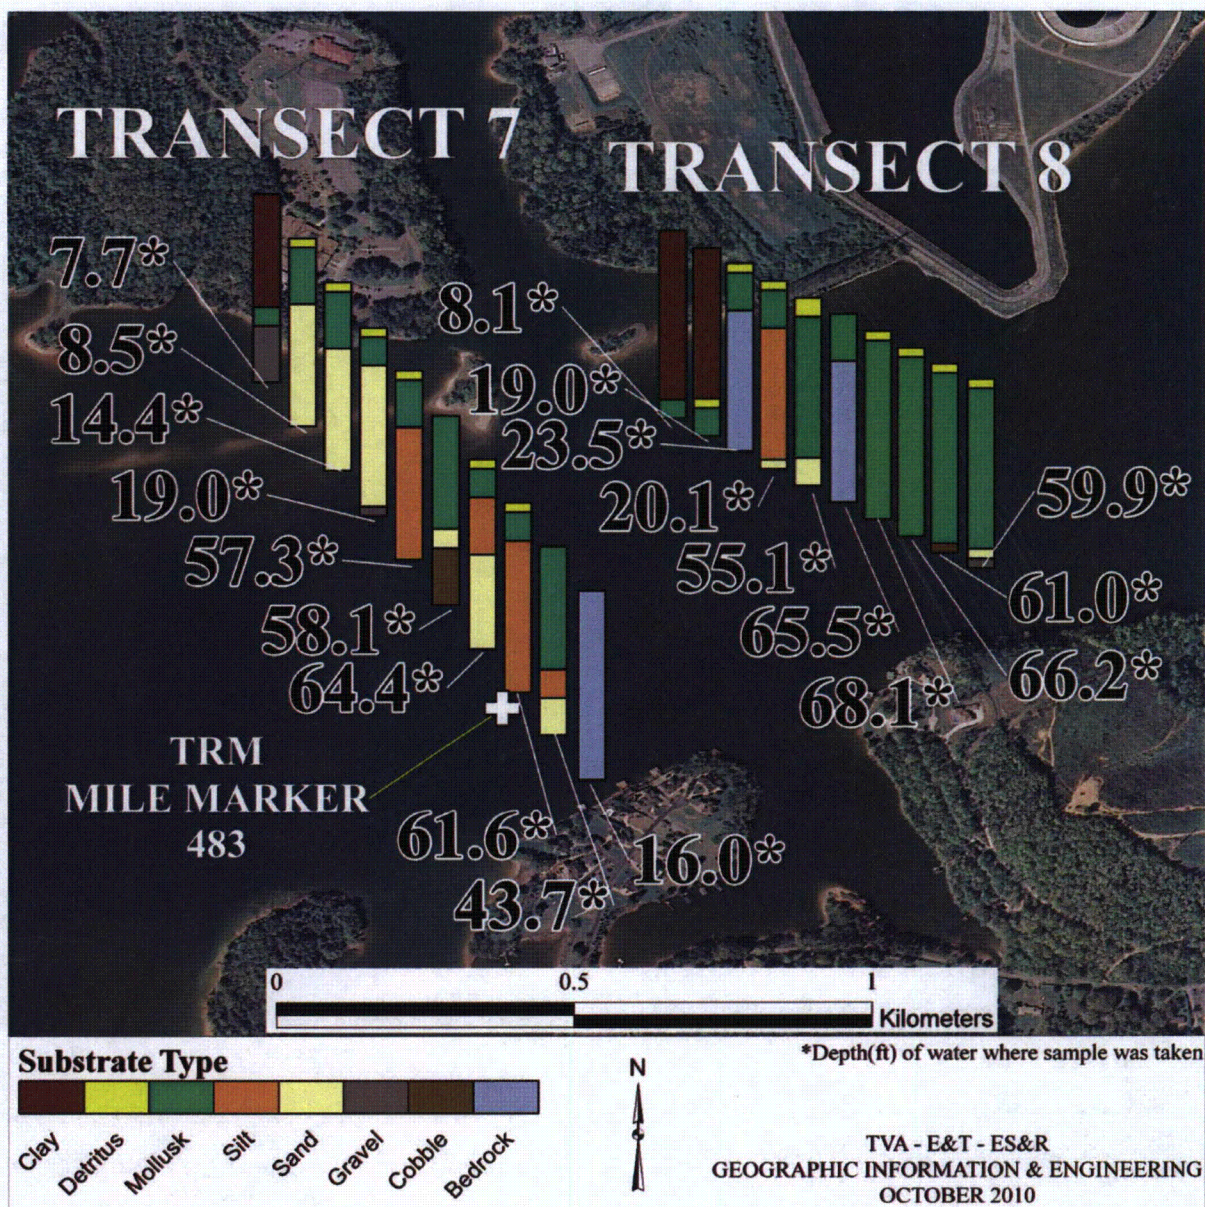 TRANSECT 7
TRANSECT 8
7.7*
8.5*
14.4*
19.0*
57.3*
58.1*
64.4*
61.6*
43.7*
16.0*
8.1*
19.0*
23.5*
20.1*
55.1*
65.5*
68.1*
66.2*
61.0*
59.9*
TRM
MILE MARKER
483
0 0.5 1
Kilometers
Substrate Type
Clay
Detritus
Mollusk
Silt
Sand
Gravel
Cobble
Bedrock
N
*Depth(ft) of water where sample was taken
TVA - E&T - ES&R
GEOGRAPHIC INFORMATION & ENGINEERING
OCTOBER 2010